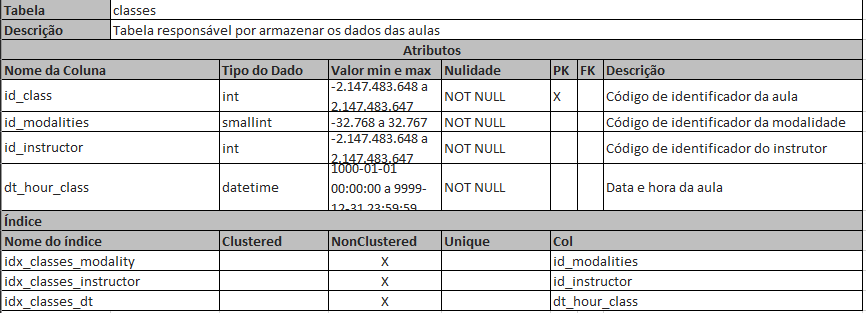 Tabela classes
Descrição Tabela responsável por armazenar os dados das aulas
Atributos
Nome da Coluna Tipo do Dado Valor min e max Nulidade PK FK Descrição
id_class int -2.147.483.648 a 2.147.483.647 NOT NULL X Código de identificador da aula
id_modalities smallint -32.768 a 32.767 NOT NULL Código de identificador da modalidade
id_instructor int -2.147.483.648 a 2.147.483.647 NOT NULL Código de identificador do instrutor
dt_hour_class datetime 1000-01-01 00:00:00 a 9999-12-31 23:59:59 NOT NULL Data e hora da aula
Índice
Nome do índice Clustered NonClustered Unique Col
idx_classes_modality X id_modalities
idx_classes_instructor X id_instructor
idx_classes_dt X dt_hour_class